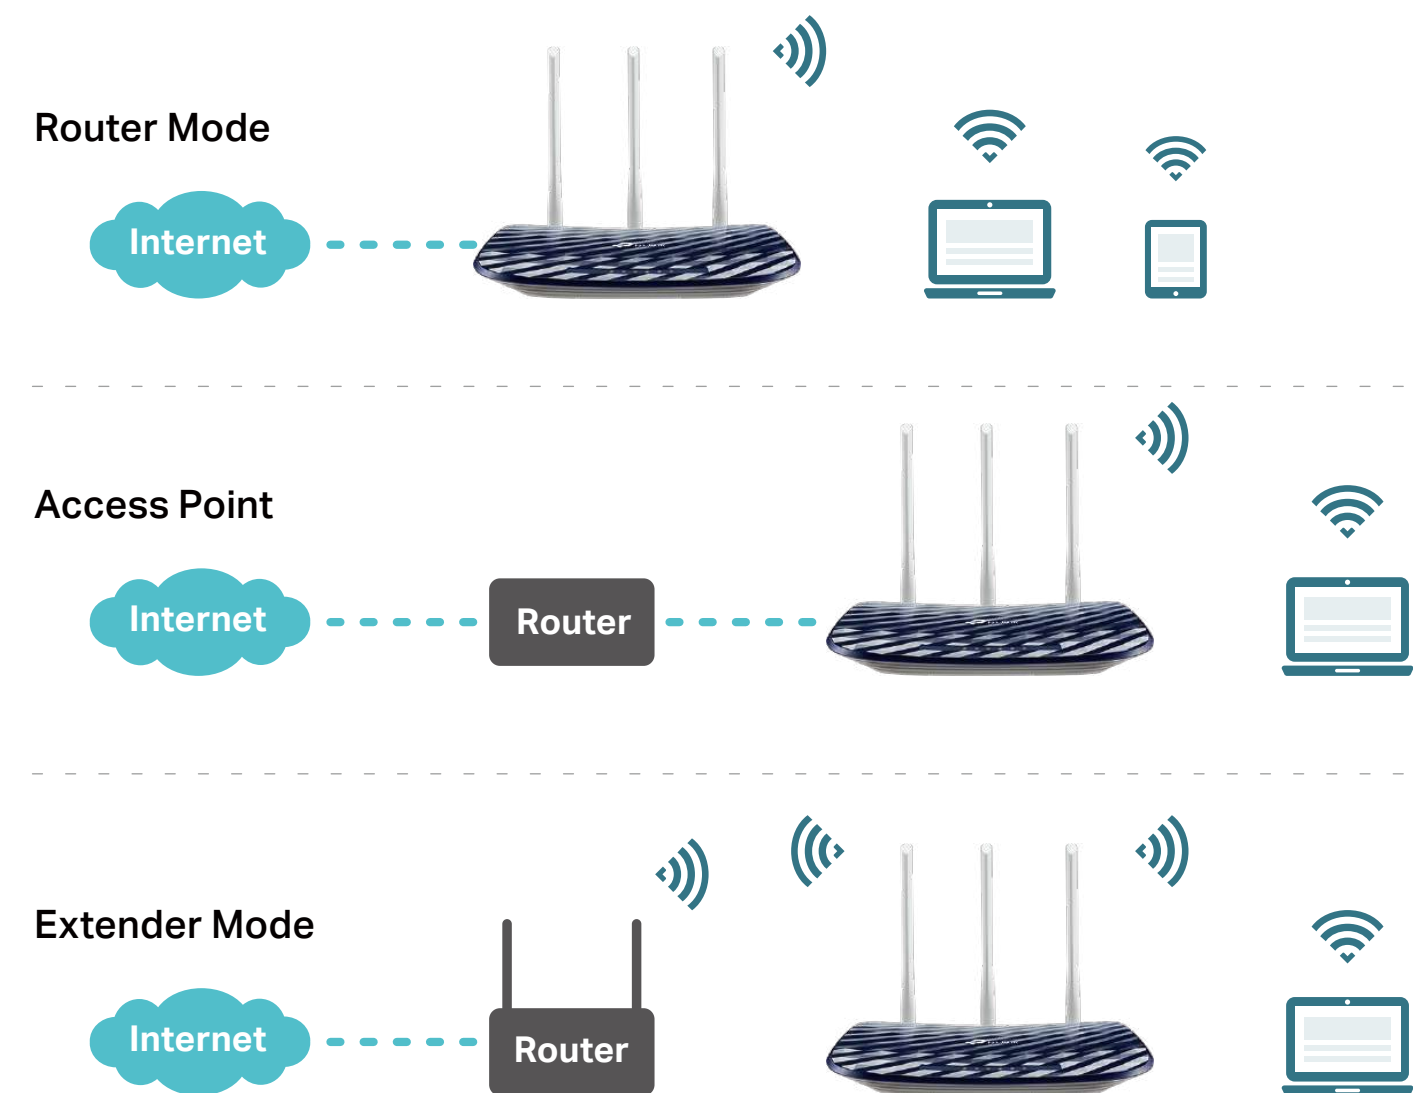 Router Mode
Internet
Access Point
Internet
Router
Extender Mode
Internet
Router